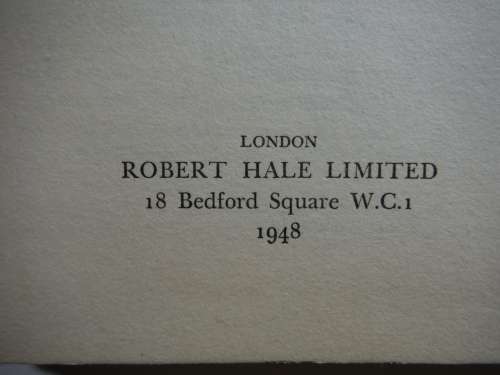 LONDON
ROBERT HALE LIMITED
18 Bedford Square W.C.1
1948